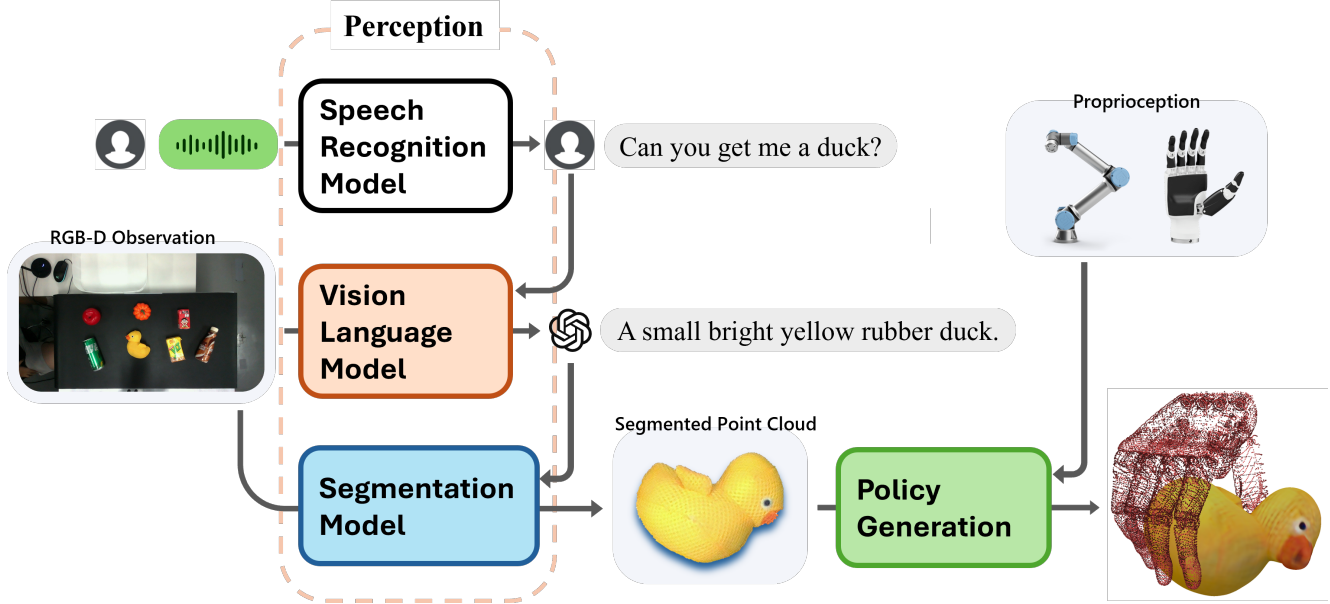 Perception
Speech
Recognition
Model
Can you get me a duck?
Proprioception
RGB-D Observation
Vision
Language
Model
A small bright yellow rubber duck.
Segmented Point Cloud
Segmentation
Model
Policy
Generation